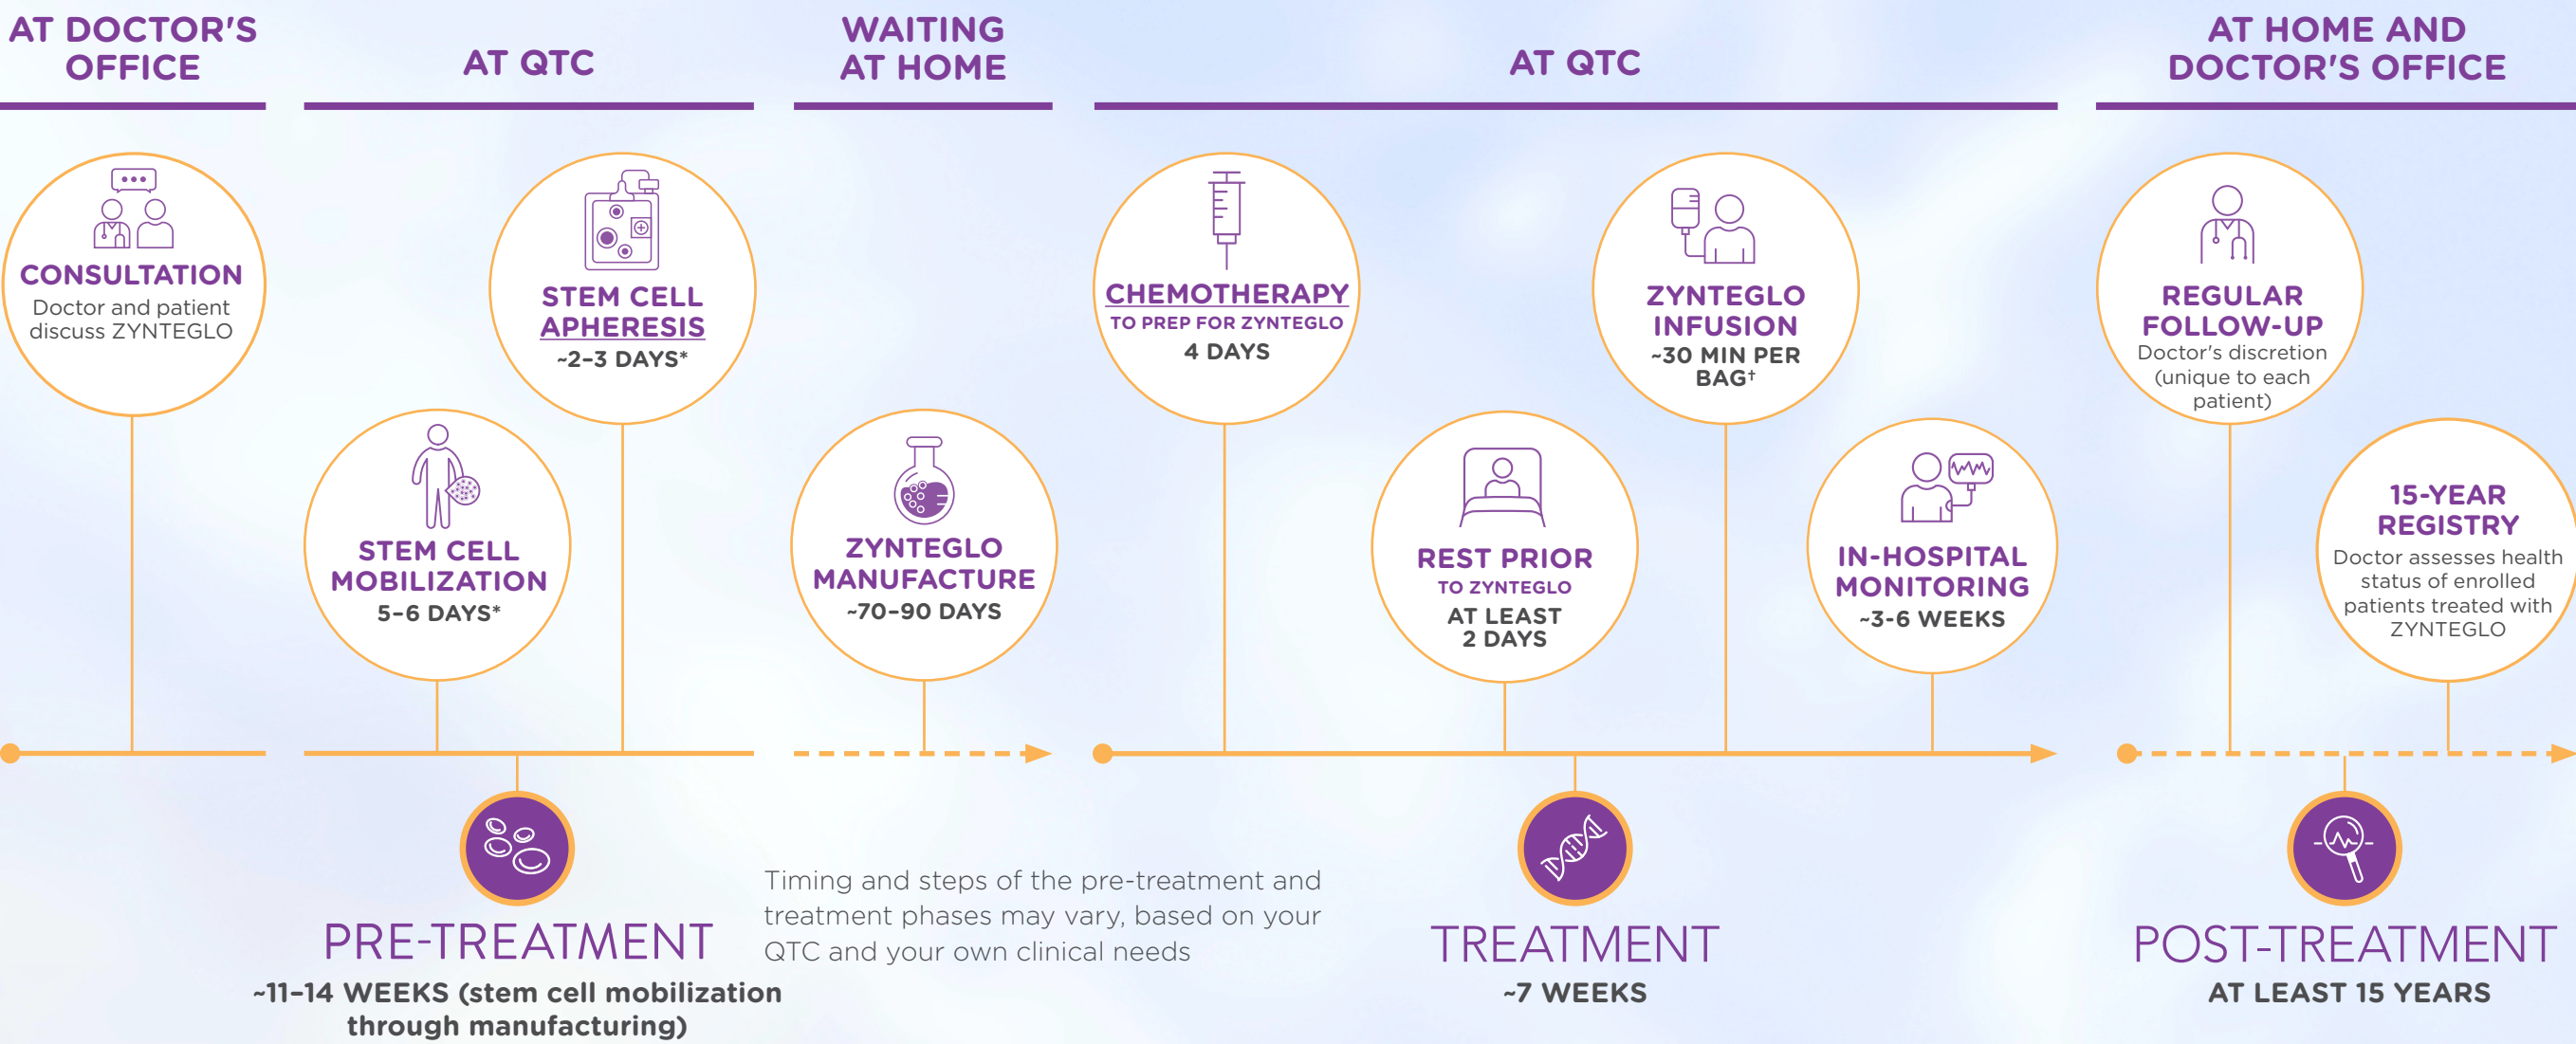 AT DOCTOR'S
OFFICE
AT QTC
WAITING
AT HOME
AT QTC
AT HOME AND
DOCTOR'S OFFICE
CONSULTATION
Doctor and patient
discuss ZYNTEGLO
STEM CELL
MOBILIZATION
5–6 DAYS*
STEM CELL
APHERESIS
~2–3 DAYS*
ZYNTEGLO
MANUFACTURE
~70–90 DAYS
CHEMOTHERAPY
TO PREP FOR ZYNTEGLO
4 DAYS
REST PRIOR
TO ZYNTEGLO
AT LEAST
2 DAYS
ZYNTEGLO
INFUSION
~30 MIN PER
BAG†
IN-HOSPITAL
MONITORING
~3-6 WEEKS
REGULAR
FOLLOW-UP
Doctor's discretion
(unique to each
patient)
15-YEAR
REGISTRY
Doctor assesses health
status of enrolled
patients treated with
ZYNTEGLO
PRE-TREATMENT
~11–14 WEEKS (stem cell mobilization
through manufacturing)
Timing and steps of the pre-treatment and
treatment phases may vary, based on your
QTC and your own clinical needs
TREATMENT
~7 WEEKS
POST-TREATMENT
AT LEAST 15 YEARS